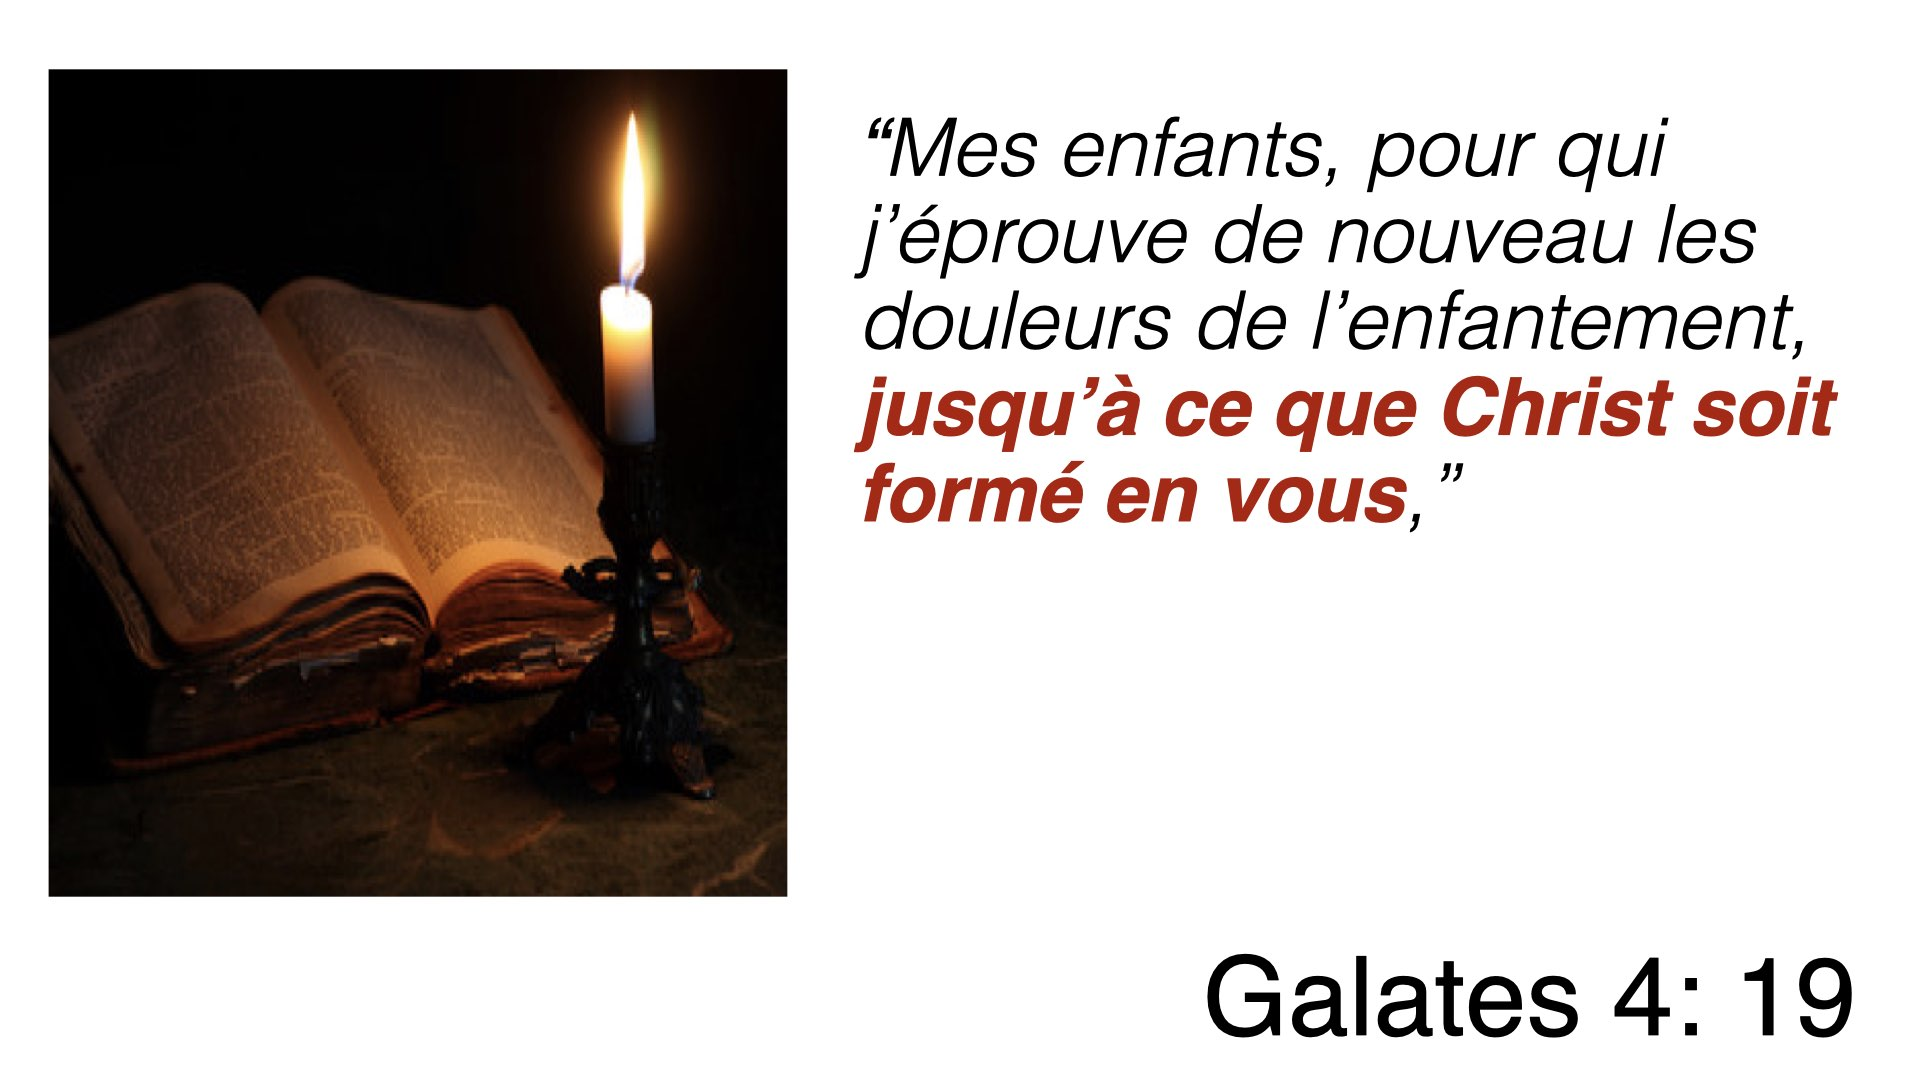 “Mes enfants, pour qui
j’éprouve de nouveau les
douleurs de l’enfantement,
jusqu’à ce que Christ soit
formé en vous,”
Galates 4: 19